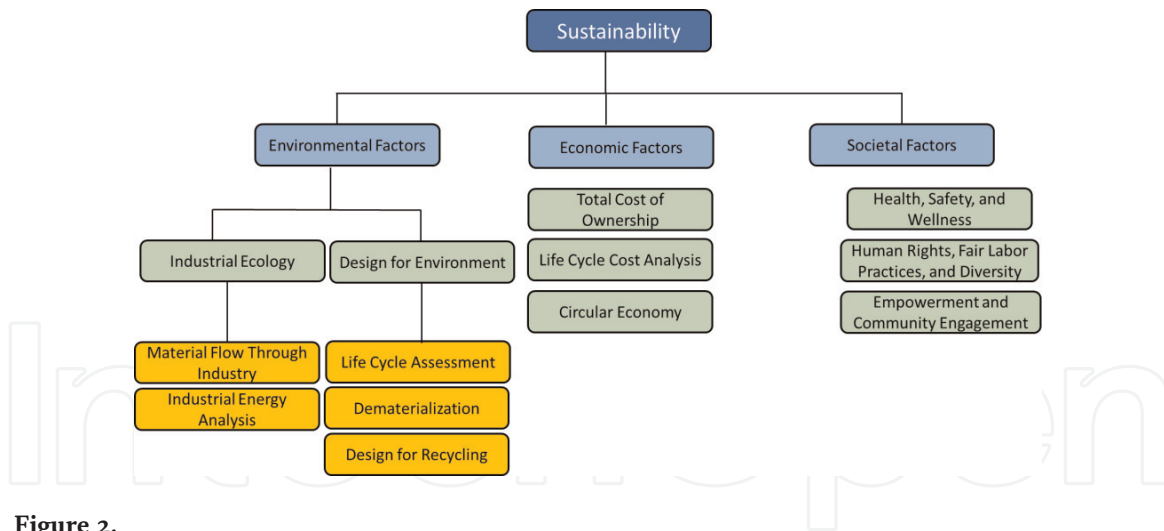 Sustainability
Environmental Factors
Economic Factors
Societal Factors
Total Cost of
Ownership
Health, Safety, and
Wellness
Industrial Ecology
Design for Environment
Life Cycle Cost Analysis
Human Rights, Fair Labor
Practices, and Diversity
Circular Economy
Empowerment and
Community Engagement
Material Flow Through
Industry
Life Cycle Assessment
Industrial Energy
Analysis
Dematerialization
Design for Recycling
Figure 2.